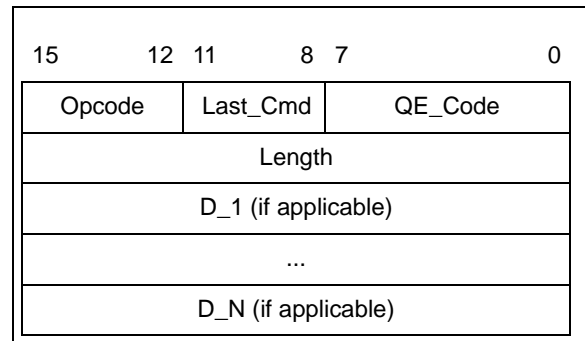 15 12 11 8 7 0
Opcode Last_Cmd QE_Code
Length
D_1 (if applicable)
...
D_N (if applicable)